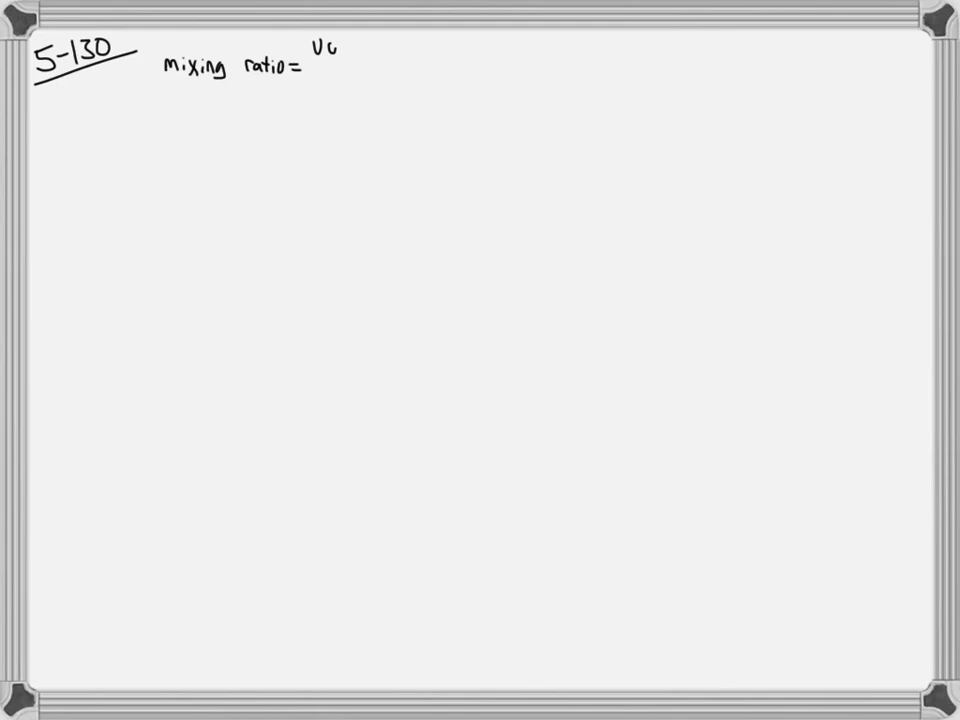 5-130
mixing ratio =